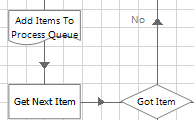 Add Items To
Process Queue
No
Get Next Item
Got Item